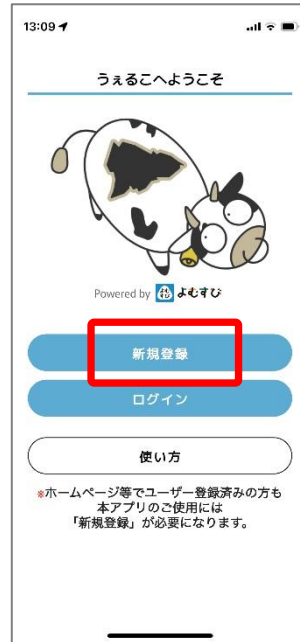 13:09
うぇるこへようこそ
Powered by よむすび
新規登録
ログイン
使い方
※ホームページ等でユーザー登録済みの方も
本アプリのご使用には
「新規登録」が必要になります。